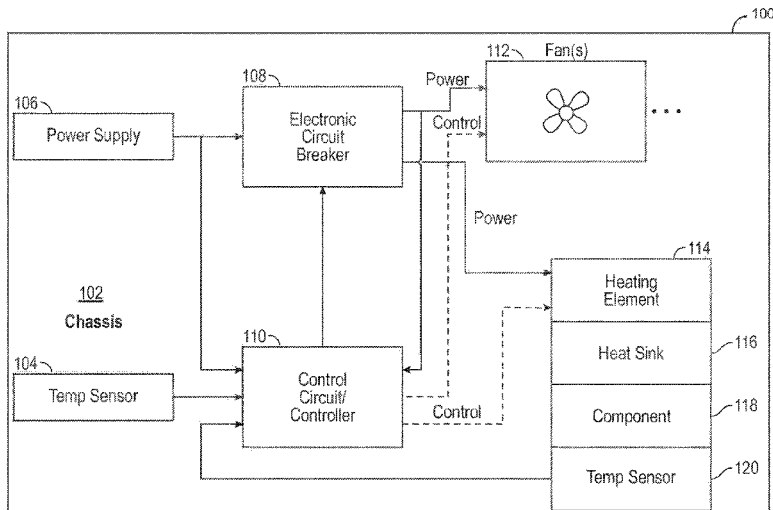 100
112
Fan(s)
108
Power
106
Electronic
Circuit
Breaker
Control
Power Supply
Power
114
102
Chassis
Heating
Element
110
116
104
Heat Sink
Control
Circuit/
Controller
Temp Sensor
Control
118
Component
120
Temp Sensor